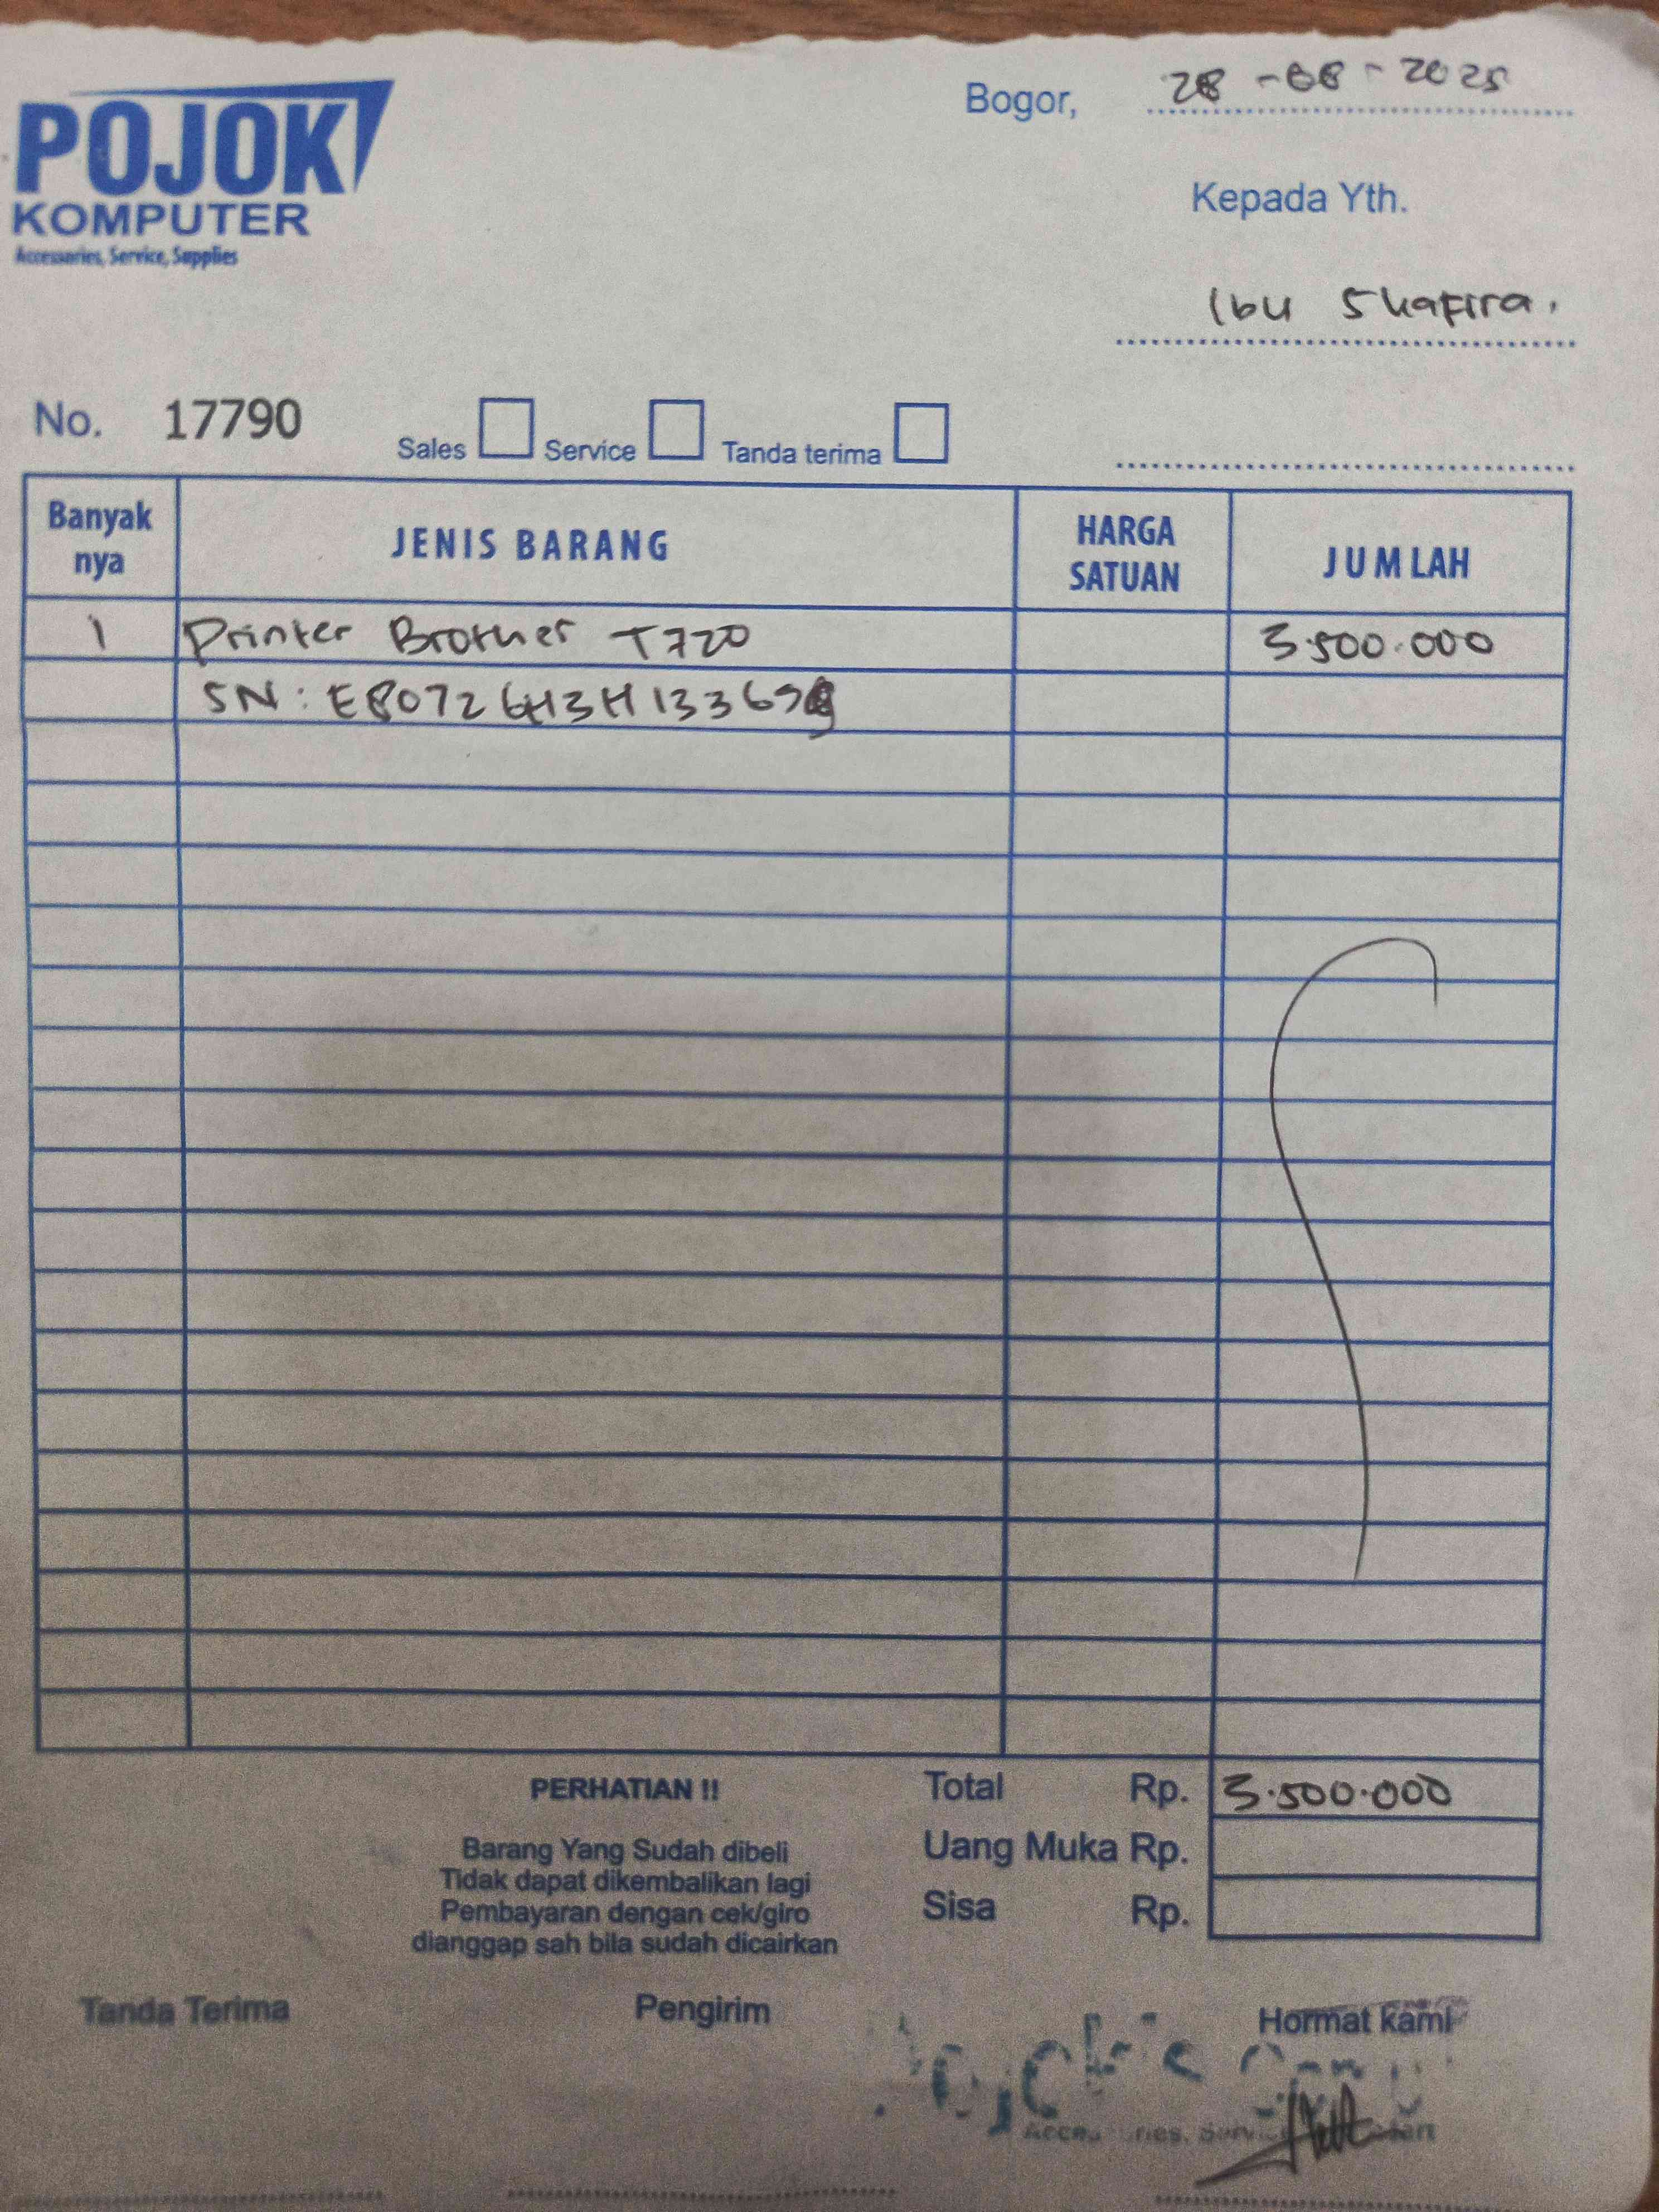 POJOK
KOMPUTER
Accessories, Service, Supplies
Bogor, 28-08-2025
Kepada Yth.
Ibu Shafira.
No. 17790
Sales Service Tanda terima
Banyak nya JENIS BARANG HARGA SATUAN JUMLAH
1 Printer Brother T720 3.500.000
SN:
PERHATIAN !!
Barang Yang Sudah dibeli
Tidak dapat dikembalikan lagi
Pembayaran dengan cek/giro
dianggap sah bila sudah dicairkan
Total Rp. 3.500.000
Uang Muka Rp.
Sisa Rp.
Tanda Terima Pengirim Hormat kami